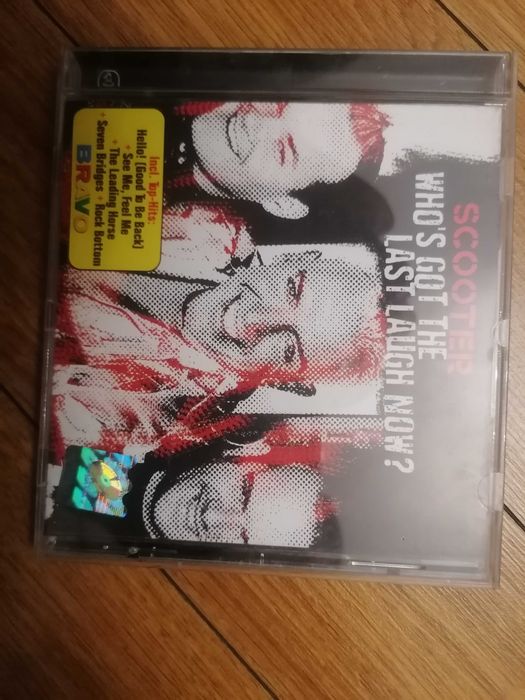 SCOOTER
WHO'S GOT THE
LAST LAUGH NOW?
Incl. Top-Hits:
Hello! (Good To Be Back)
+ See Me, Feel Me
+ The Leading Horse
+ Seven Bridges + Rock Bottom
BRAVO